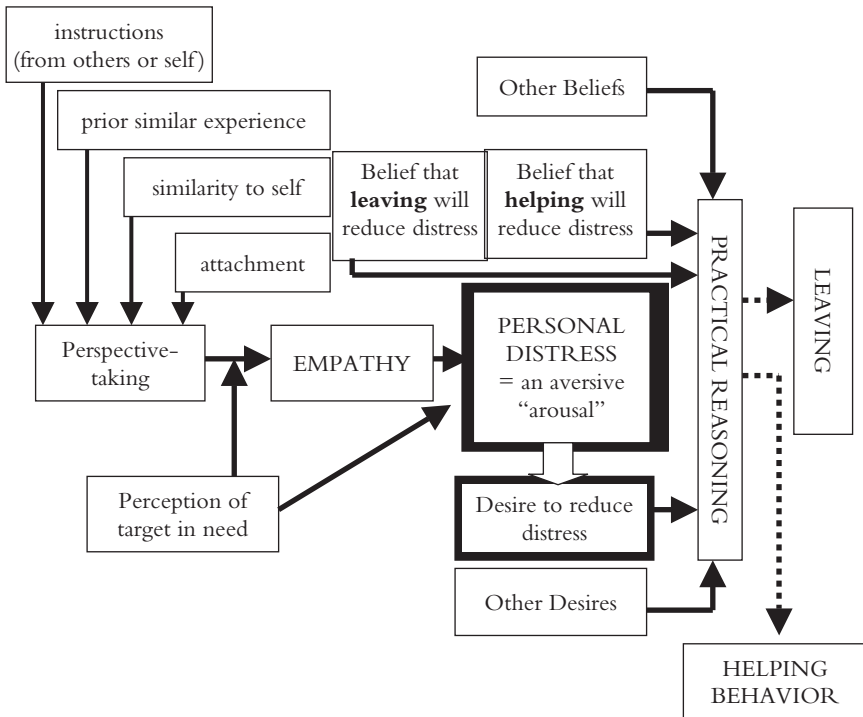 instructions
(from others or self)
prior similar experience
similarity to self
attachment
Other Beliefs
Belief that
leaving will
reduce distress
Belief that
helping will
reduce distress
Perspective-
taking
EMPATHY
PERSONAL
DISTRESS
= an aversive
“arousal”
Perception of
target in need
Desire to reduce
distress
Other Desires
PRACTICAL REASONING
LEAVING
HELPING
BEHAVIOR